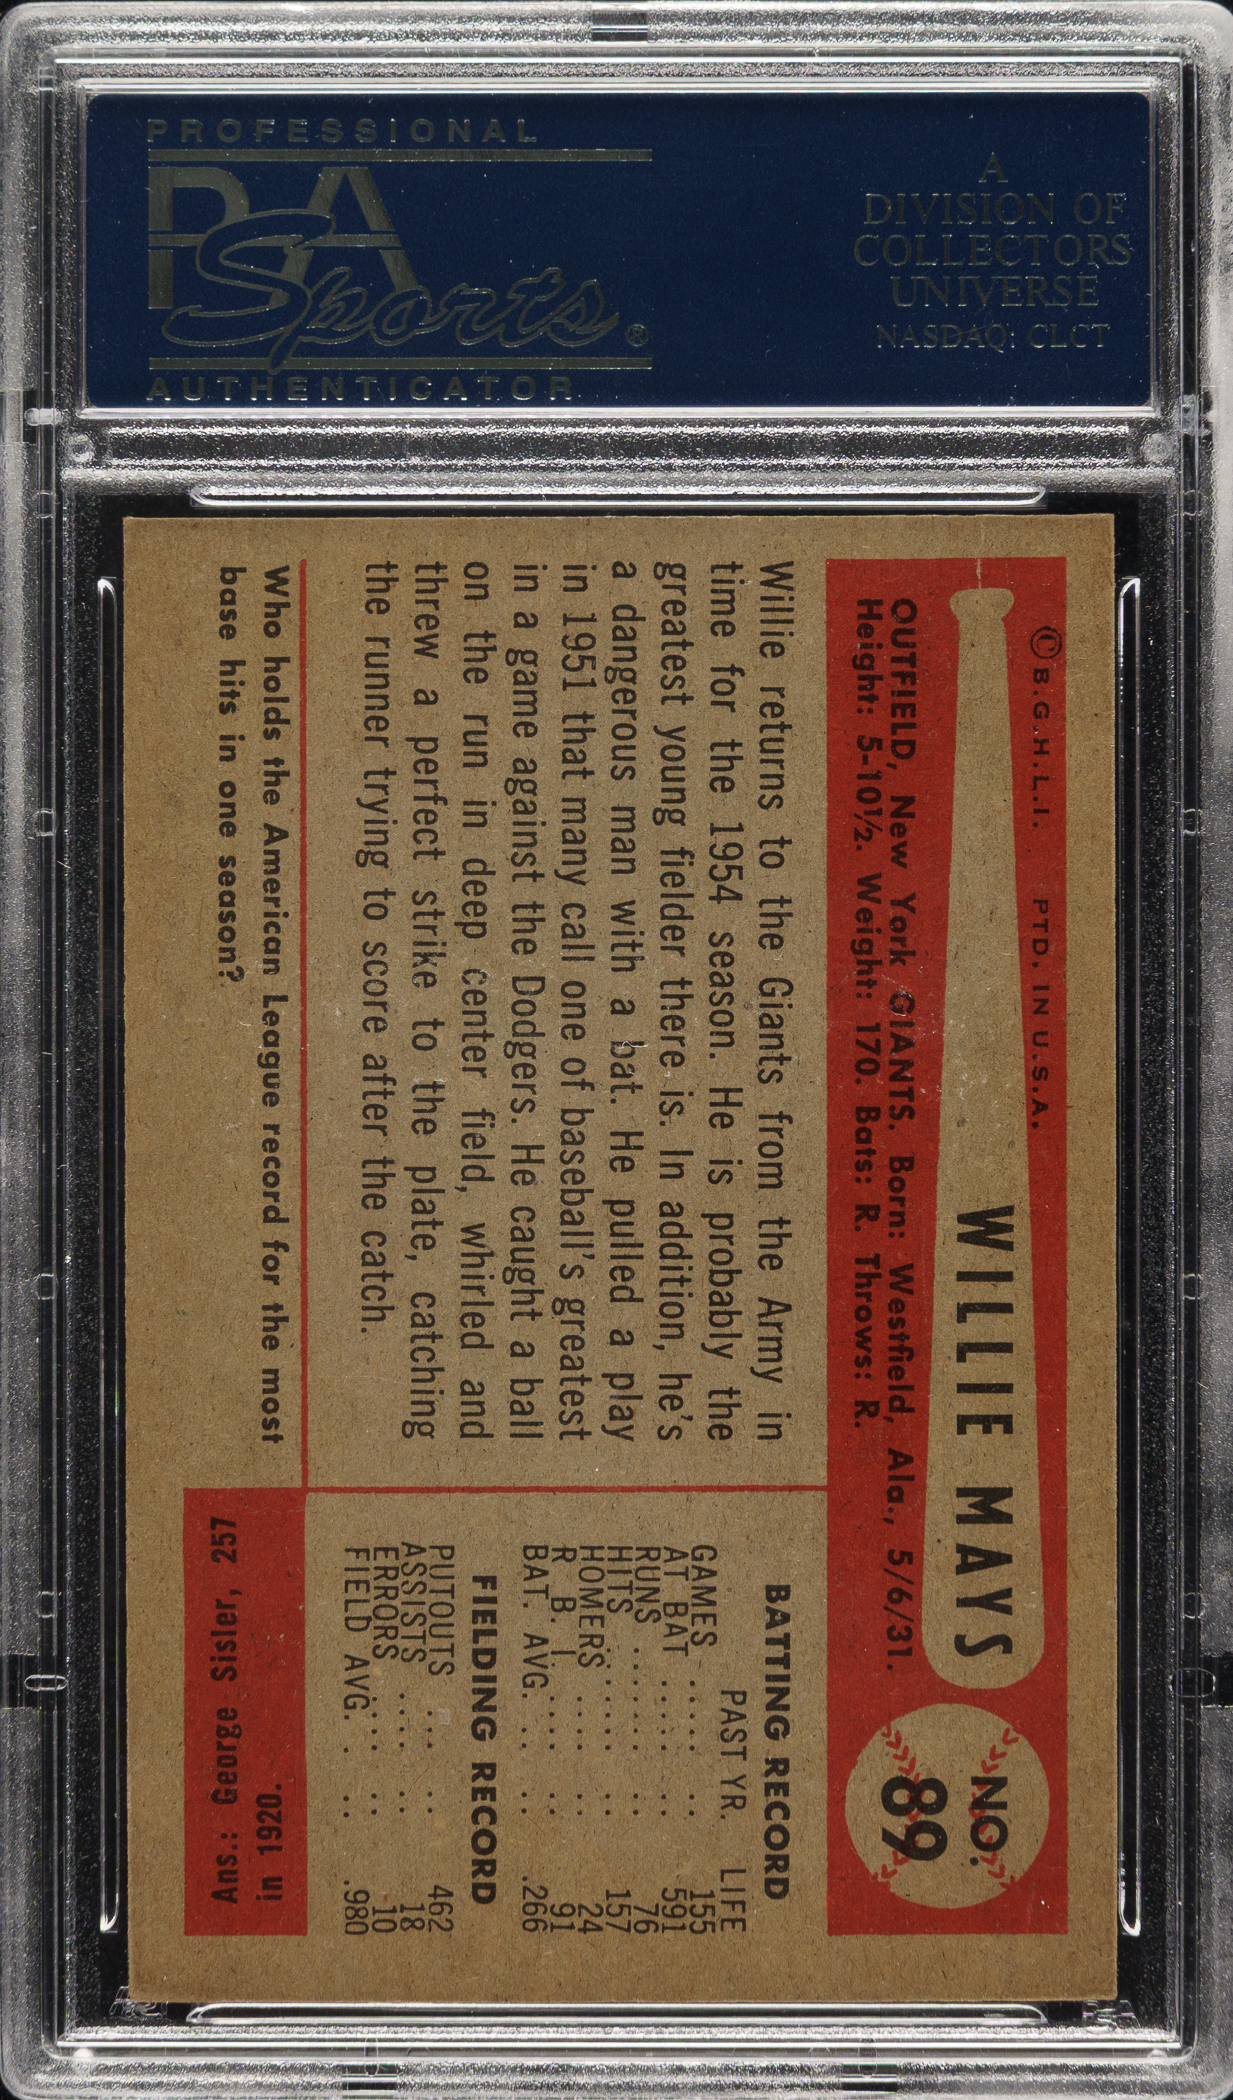 PROFESSIONAL
PSA
Sports®
AUTHENTICATOR
A
DIVISION OF
COLLECTORS
UNIVERSE
NASDAQ: CLCT
© B.G.H.L.I. PTD. IN U.S.A.
WILLIE MAYS
NO.
89
OUTFIELD, New York GIANTS. Born: Westfield, Ala., 5/6/31.
Height: 5-10½. Weight: 170. Bats: R. Throws: R.
Willie returns to the Giants from the Army in
time for the 1954 season. He is probably the
greatest young fielder there is. In addition, he's
a dangerous man with a bat. He pulled a play
in 1951 that many call one of baseball's greatest
in a game against the Dodgers. He caught a ball
on the run in deep center field, whirled and
threw a perfect strike to the plate, catching
the runner trying to score after the catch.
BATTING RECORD
PAST YR. LIFE
GAMES ..... .. 155
AT BAT ..... .. 591
RUNS ...... .. 76
HITS ...... .. 157
HOMERS .... .. 24
R. B. I. .... .. 91
BAT. AVG. .. .. .266
FIELDING RECORD
PUTOUTS ... .. 462
ASSISTS ... .. 18
ERRORS ... .. 10
FIELD AVG. . .. .980
Who holds the American League record for the most
base hits in one season?
Ans.: George Sisler, 257
in 1920.